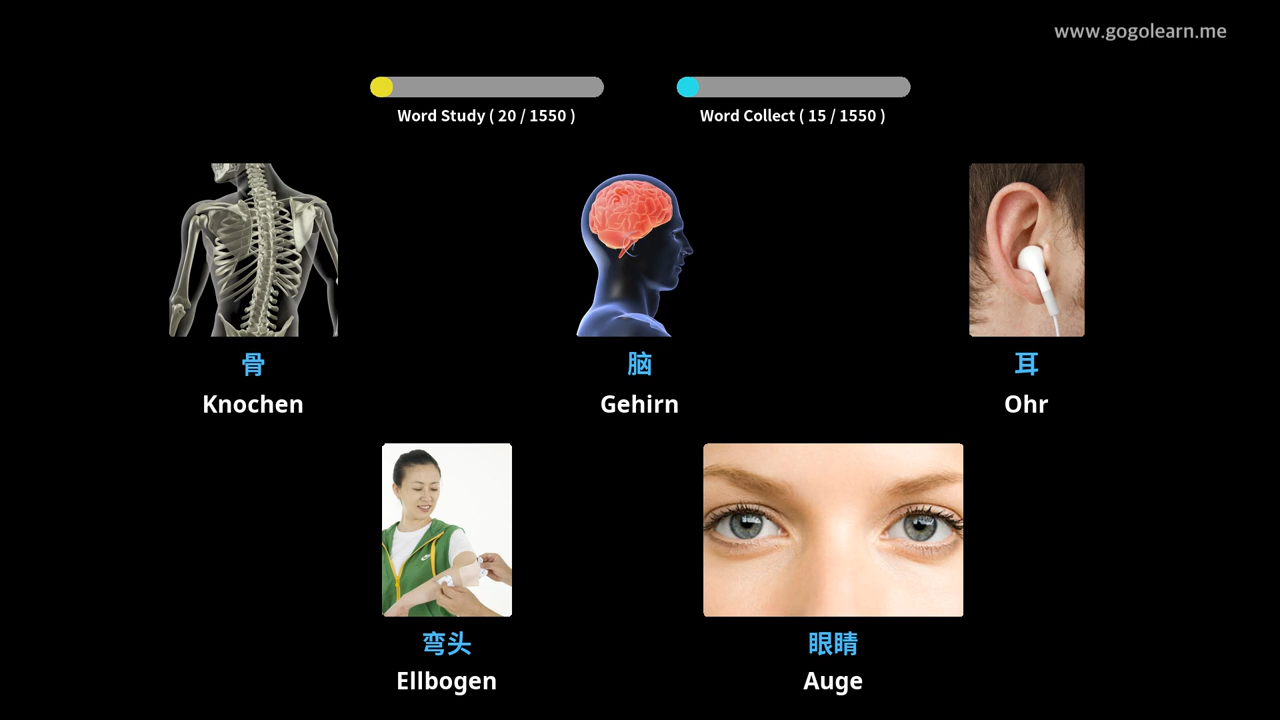 www.gogolearn.me
Word Study ( 20 / 1550 )
Word Collect ( 15 / 1550 )
骨
Knochen
脑
Gehirn
耳
Ohr
弯头
Ellbogen
眼睛
Auge